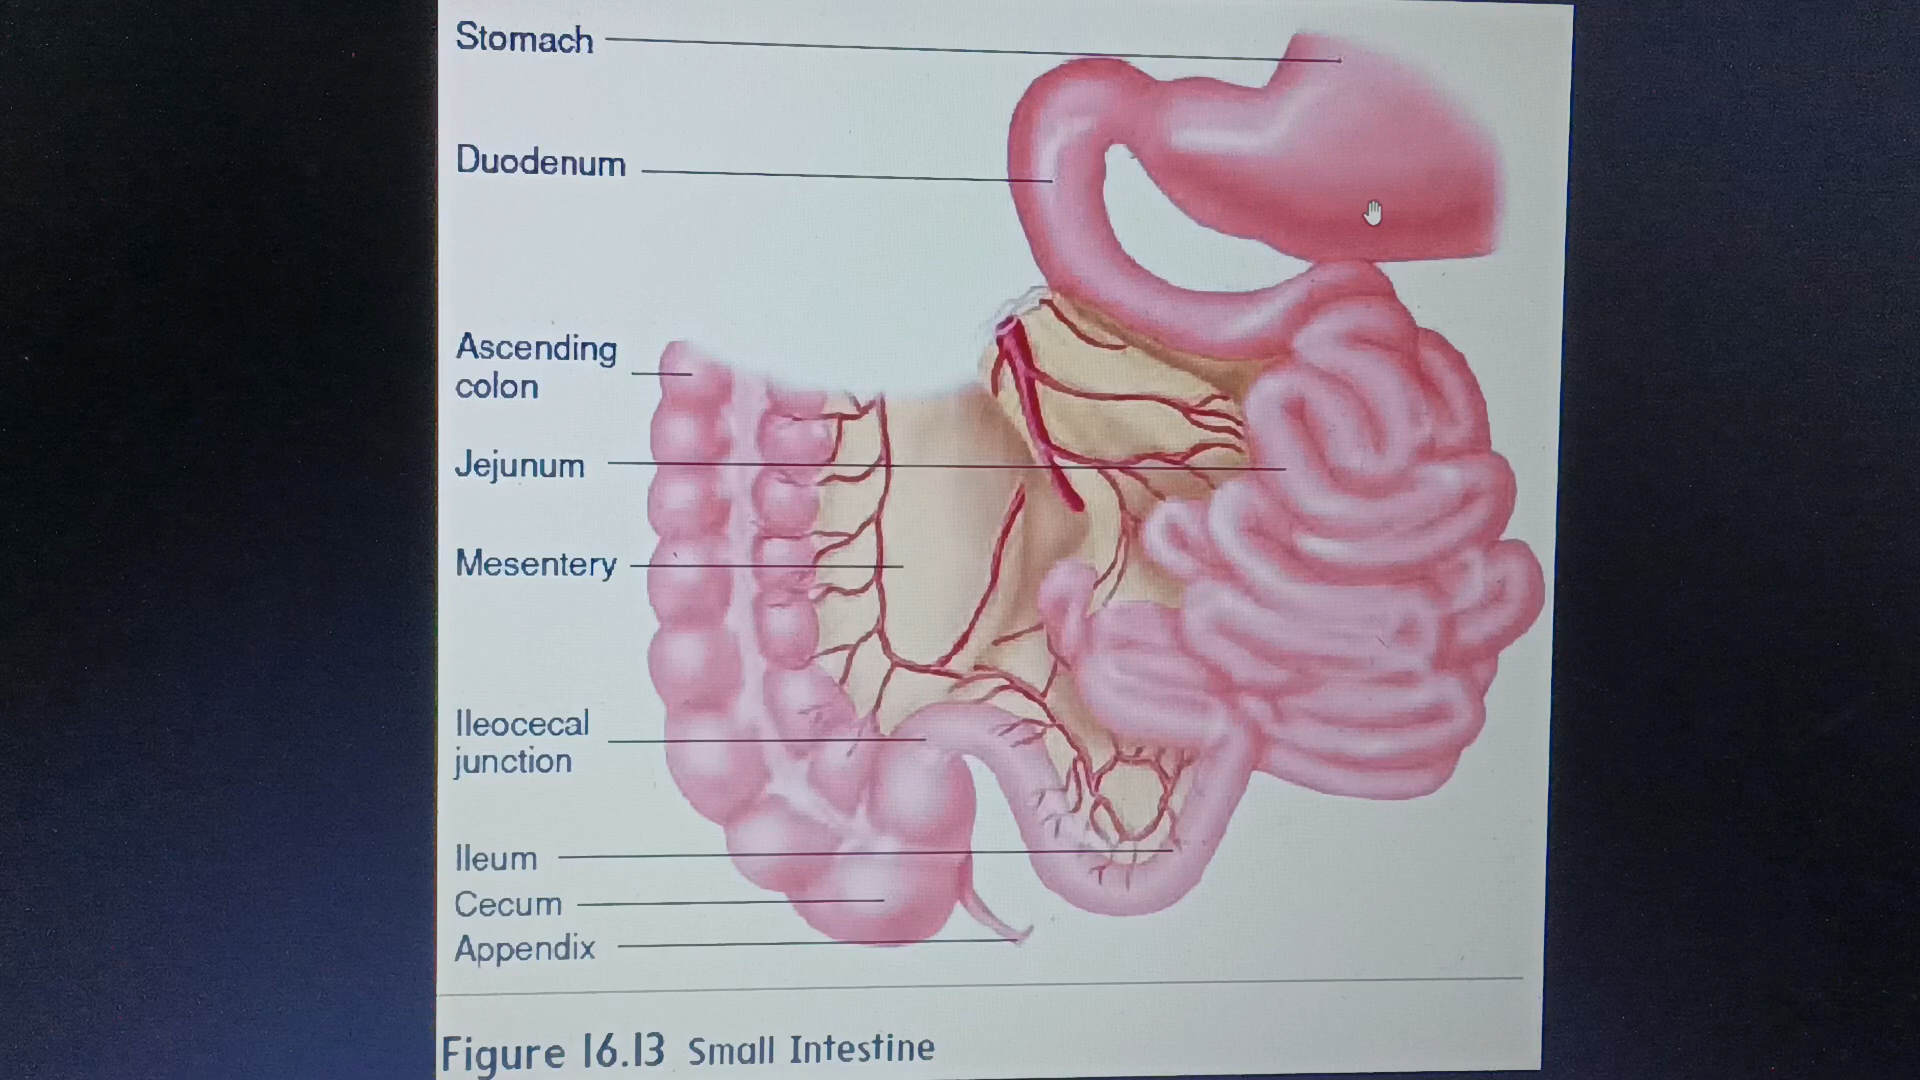 Stomach
Duodenum
Ascending
colon
Jejunum
Mesentery
Ileocecal
junction
Ileum
Cecum
Appendix
Figure 16.13 Small Intestine